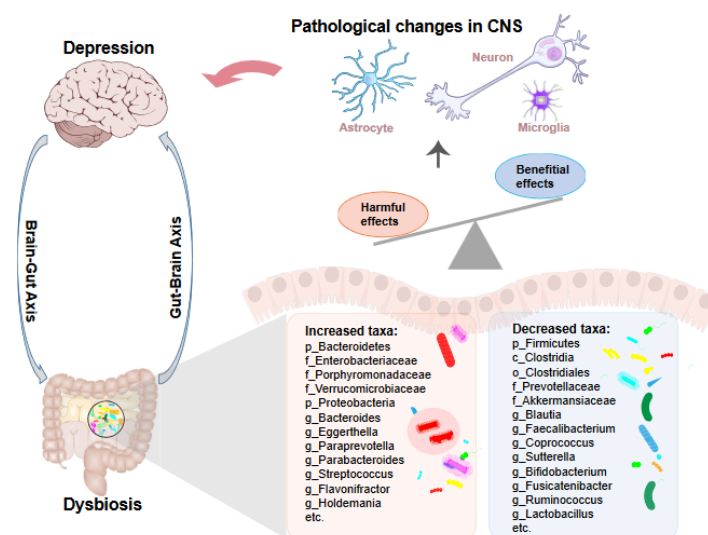 Pathological changes in CNS
Depression
Neuron
Astrocyte
Microglia
Benefitial
effects
Harmful
effects
Brain-Gut Axis
Gut-Brain Axis
Dysbiosis
Increased taxa:
p_Bacteroidetes
f_Enterobacteriaceae
f_Porphyromonadaceae
f_Verrucomicrobiaceae
p_Proteobacteria
g_Bacteroides
g_Eggerthella
g_Paraprevotella
g_Parabacteroides
g_Streptococcus
g_Flavonifractor
g_Holdemania
etc.
Decreased taxa:
p_Firmicutes
c_Clostridia
o_Clostridiales
f_Prevotellaceae
f_Akkermansiaceae
g_Blautia
g_Faecalibacterium
g_Coprococcus
g_Sutterella
g_Bifidobacterium
g_Fusicatenibacter
g_Ruminococcus
g_Lactobacillus
etc.